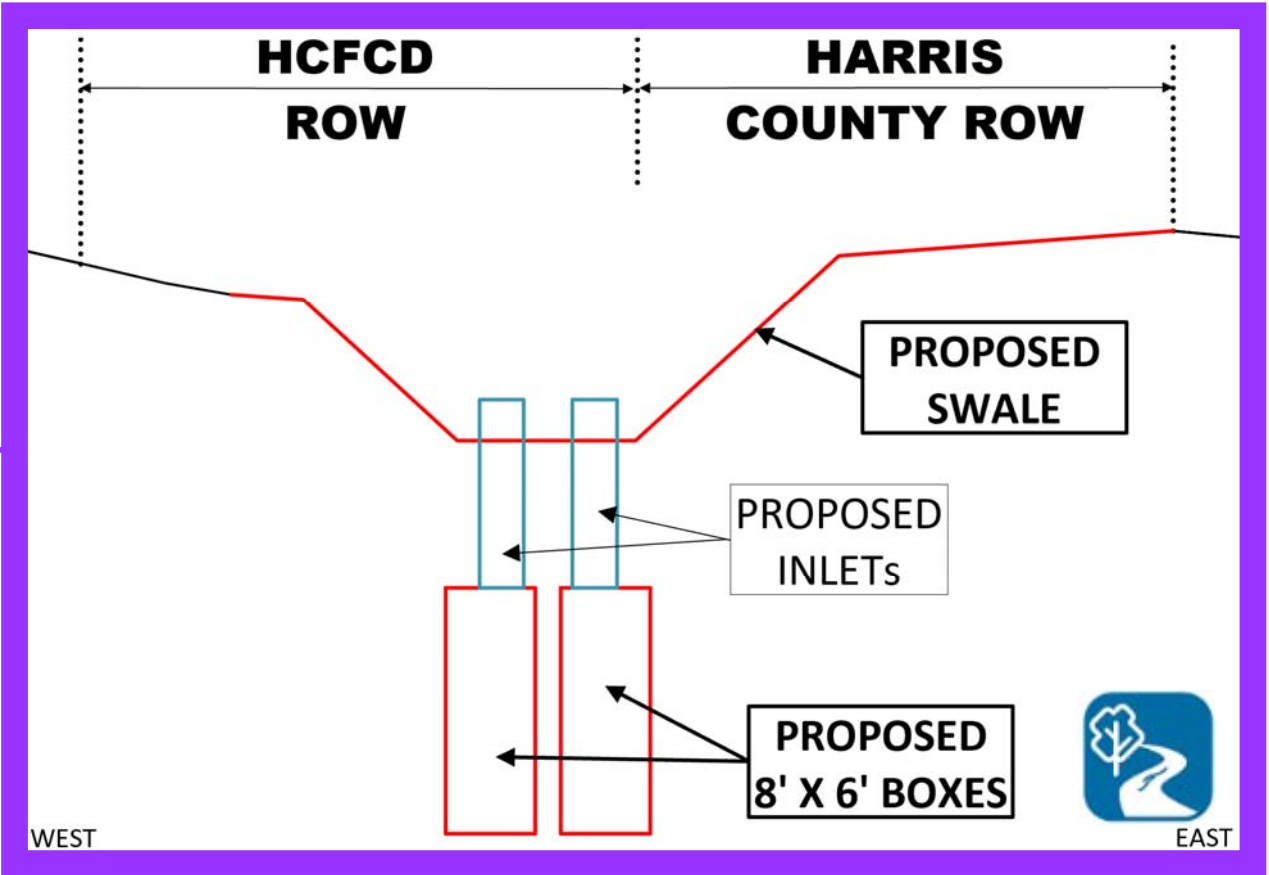 HCFCD
ROW
HARRIS
COUNTY ROW
PROPOSED
SWALE
PROPOSED
INLETs
PROPOSED
8' X 6' BOXES
WEST
EAST